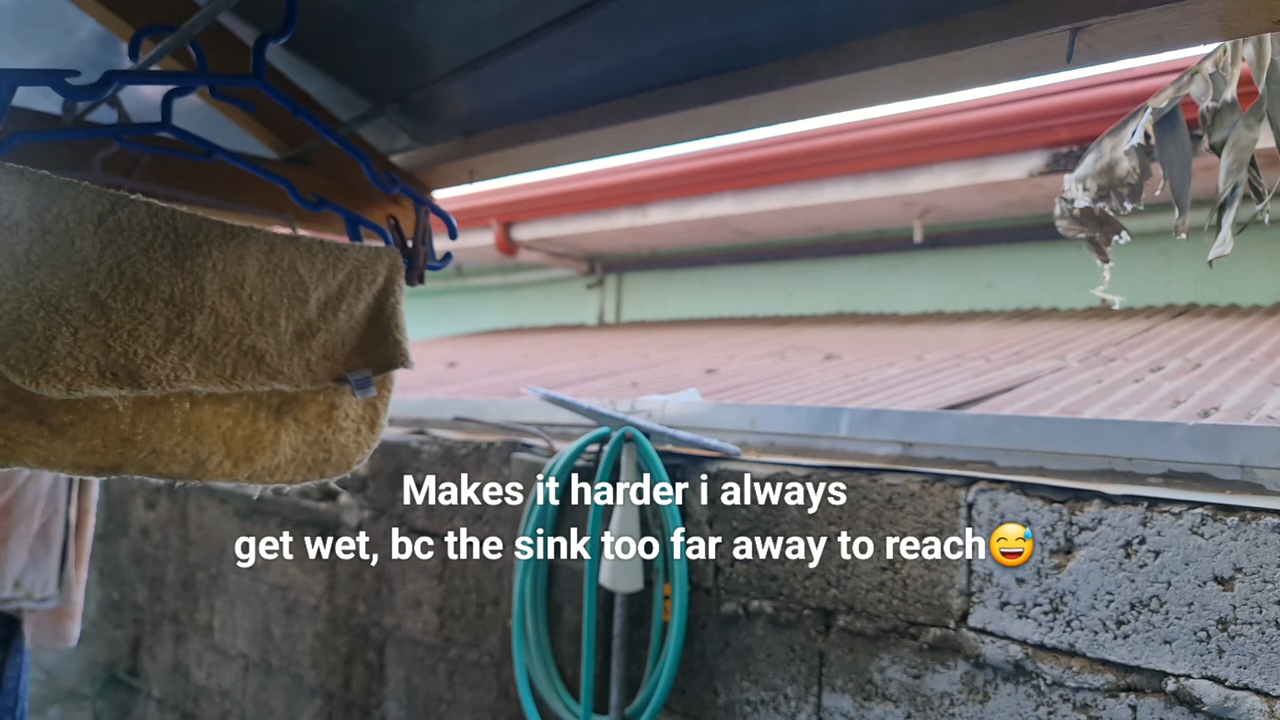 Makes it harder i always
get wet, bc the sink too far away to reach😅